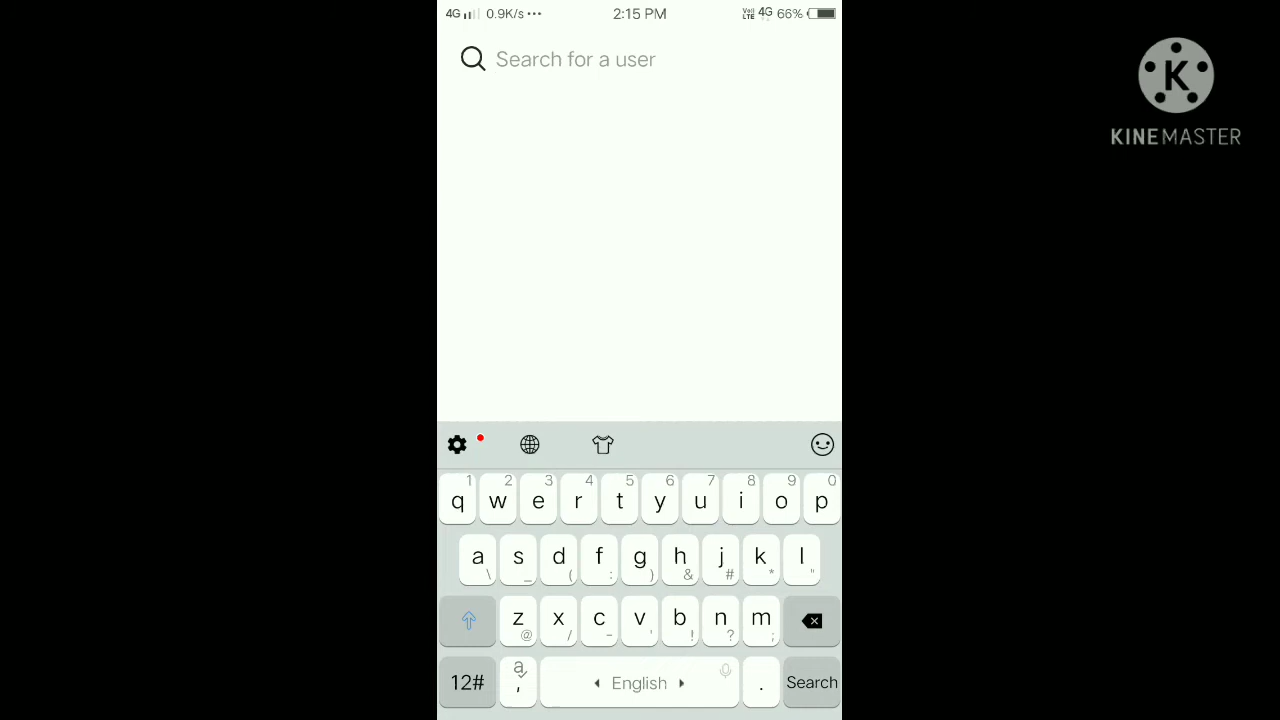 4G 0.9K/s ··· 2:15 PM VoLTE 4G 66%
Search for a user
K
KINEMASTER
1 2 3 4 5 6 7 8 9 0
q w e r t y u i o p
a s d f g h j k l
\ _ ( : ) & # * "
z x c v b n m
@ / - ' ! ? ;
12# a , English . Search